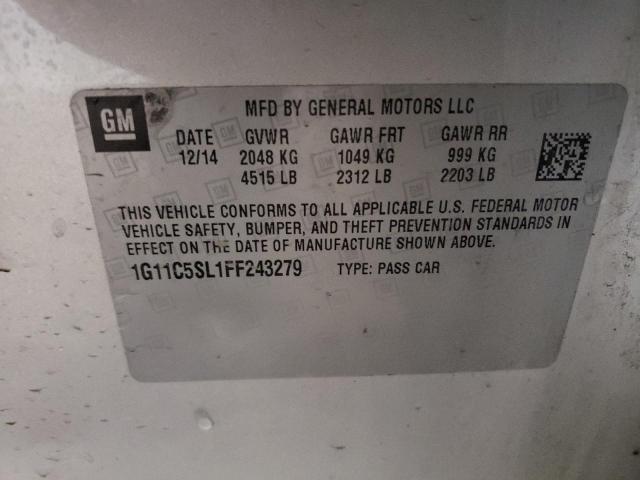 GM
MFD BY GENERAL MOTORS LLC
DATE GVWR GAWR FRT GAWR RR
12/14 2048 KG 1049 KG 999 KG
4515 LB 2312 LB 2203 LB
THIS VEHICLE CONFORMS TO ALL APPLICABLE U.S. FEDERAL MOTOR
VEHICLE SAFETY, BUMPER, AND THEFT PREVENTION STANDARDS IN
EFFECT ON THE DATE OF MANUFACTURE SHOWN ABOVE.
1G11C5SL1FF243279 TYPE: PASS CAR